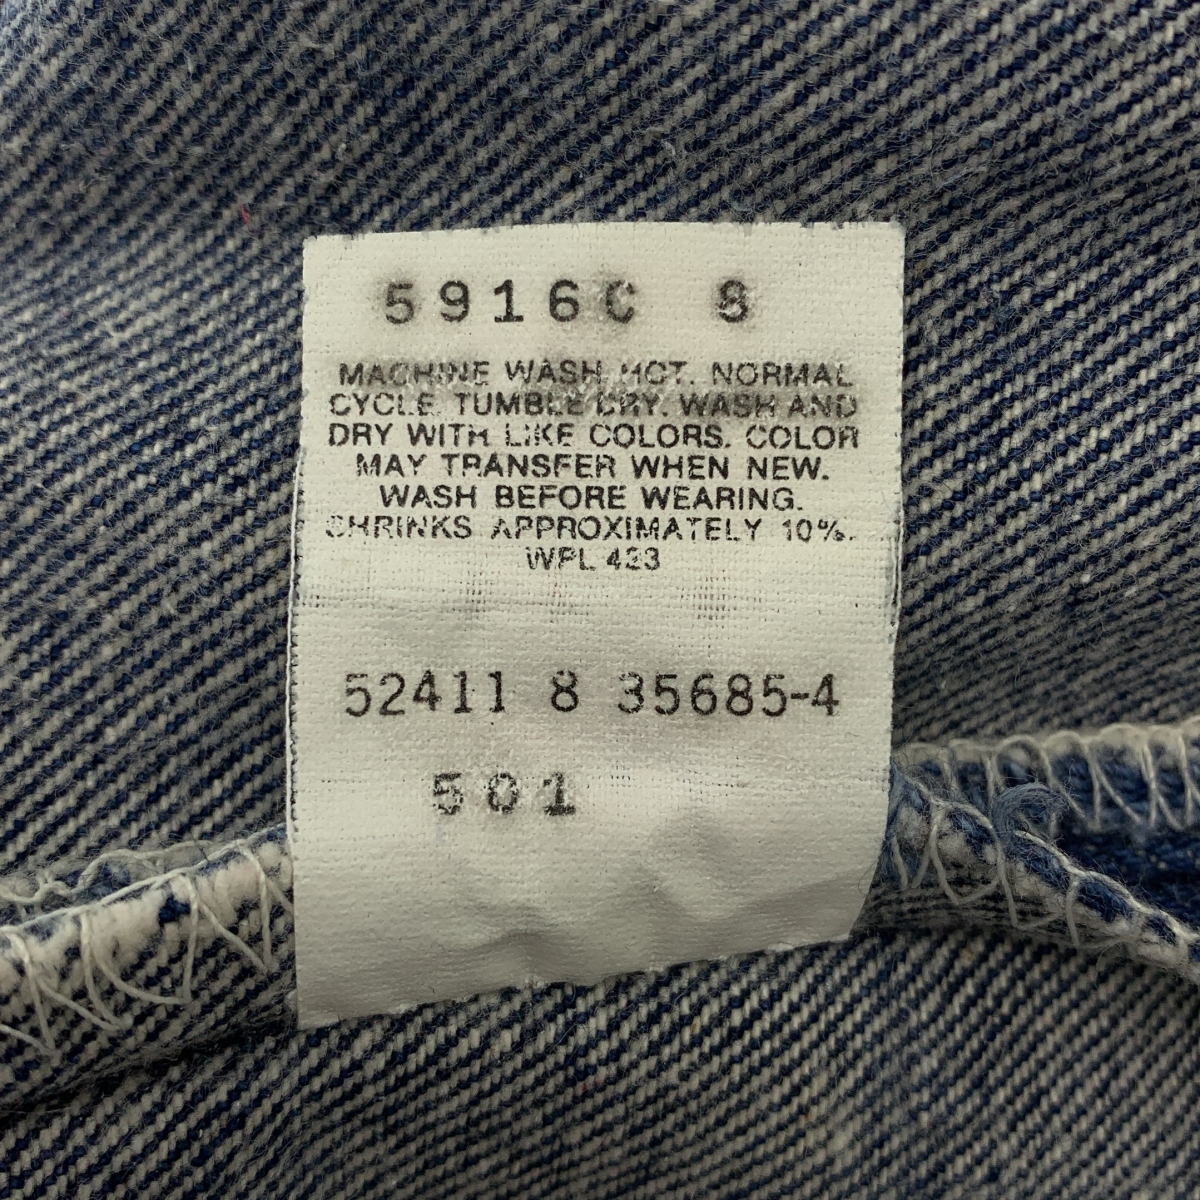 5916C 8
MACHINE WASH HOT. NORMAL
CYCLE. TUMBLE DRY. WASH AND
DRY WITH LIKE COLORS. COLOR
MAY TRANSFER WHEN NEW.
WASH BEFORE WEARING.
SHRINKS APPROXIMATELY 10%.
WPL 423
52411 8 35685-4
501